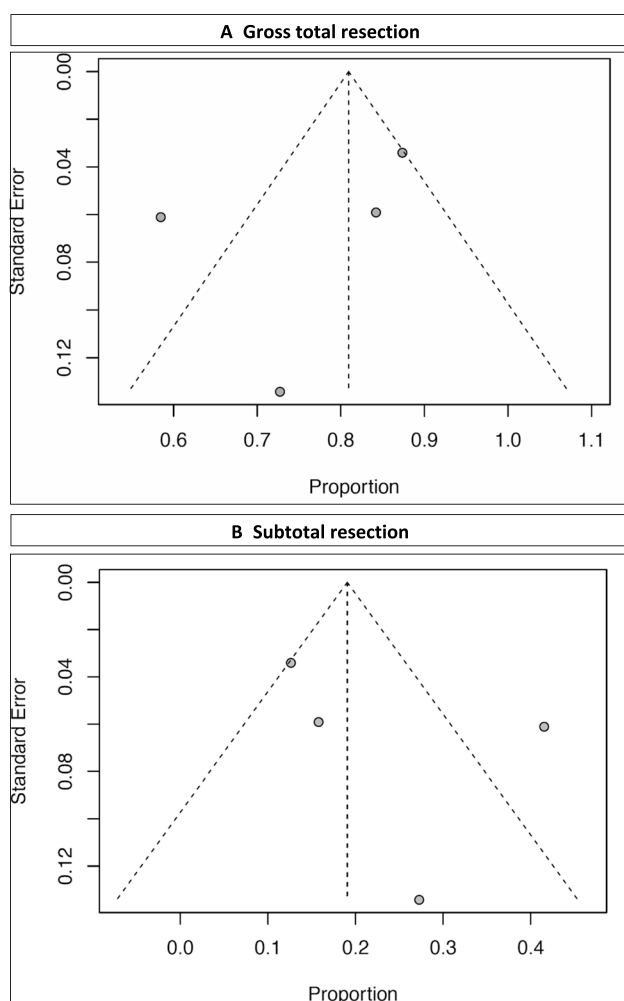 A Gross total resection
Standard Error
0.00
0.04
0.08
0.12
0.6 0.7 0.8 0.9 1.0 1.1
Proportion
B Subtotal resection
Standard Error
0.00
0.04
0.08
0.12
0.0 0.1 0.2 0.3 0.4
Proportion